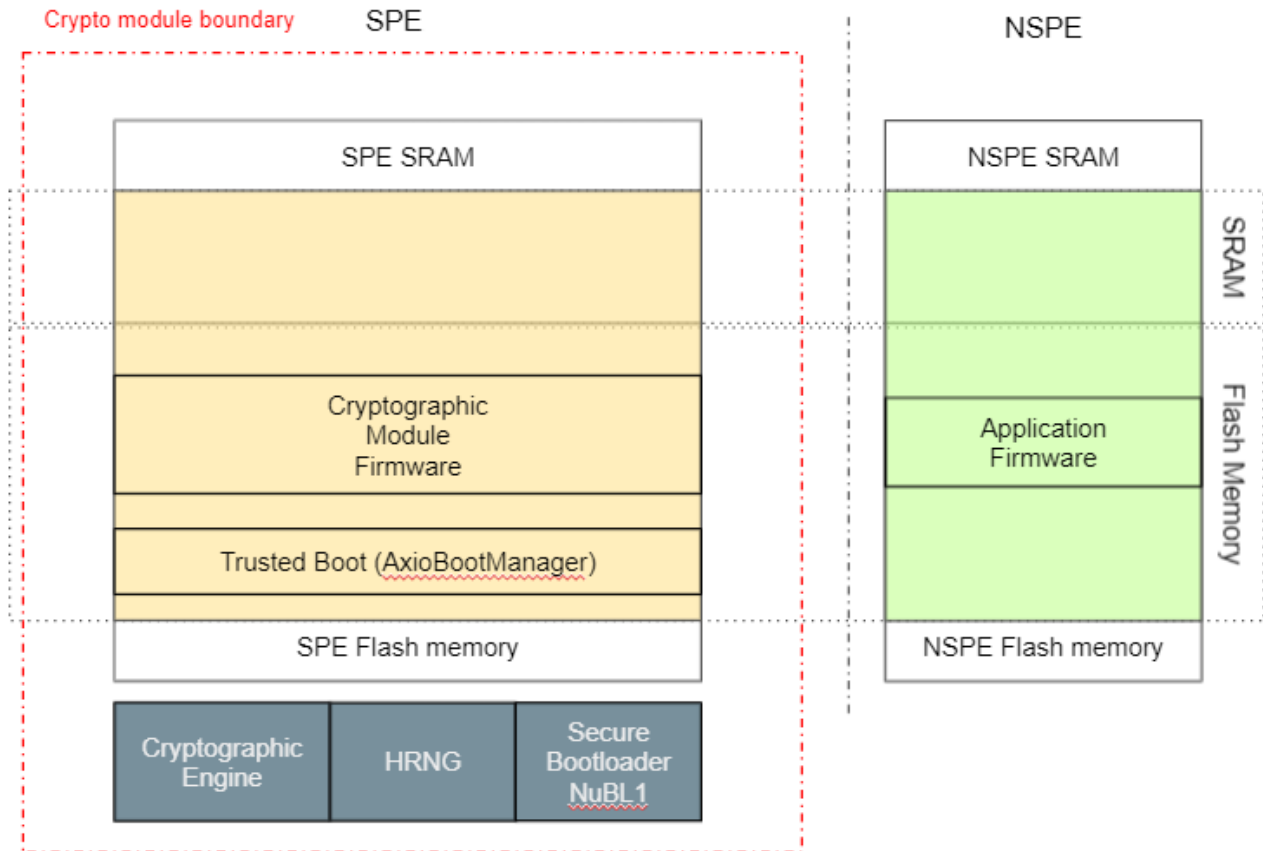 Crypto module boundary
SPE
NSPE
SPE SRAM
NSPE SRAM
SRAM
Cryptographic
Module
Firmware
Application
Firmware
Flash Memory
Trusted Boot (AxioBootManager)
SPE Flash memory
NSPE Flash memory
Cryptographic
Engine
HRNG
Secure
Bootloader
NuBL1